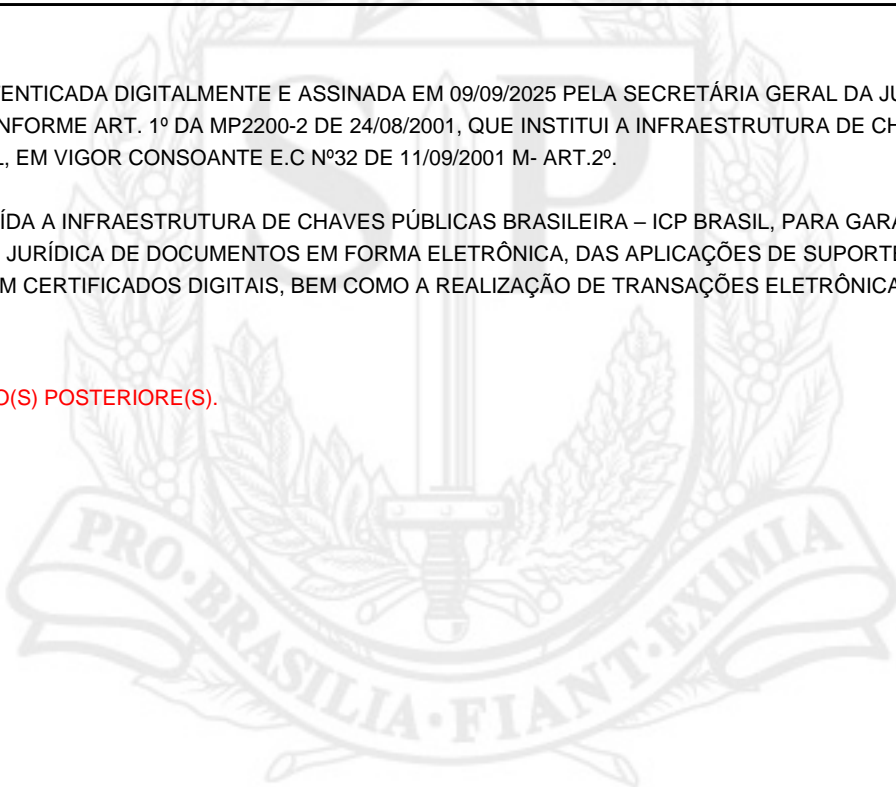 ENTICADA DIGITALMENTE E ASSINADA EM 09/09/2025 PELA SECRETÁRIA GERAL DA JU
NFORME ART. 1º DA MP2200-2 DE 24/08/2001, QUE INSTITUI A INFRAESTRUTURA DE CH
L, EM VIGOR CONSOANTE E.C Nº32 DE 11/09/2001 M- ART.2º.
ÍDA A INFRAESTRUTURA DE CHAVES PÚBLICAS BRASILEIRA – ICP BRASIL, PARA GARA
JURÍDICA DE DOCUMENTOS EM FORMA ELETRÔNICA, DAS APLICAÇÕES DE SUPORTE
M CERTIFICADOS DIGITAIS, BEM COMO A REALIZAÇÃO DE TRANSAÇÕES ELETRÔNICA
O(S) POSTERIORE(S).
SP
PRO·BRASILIA·FIANT·EXIMIA